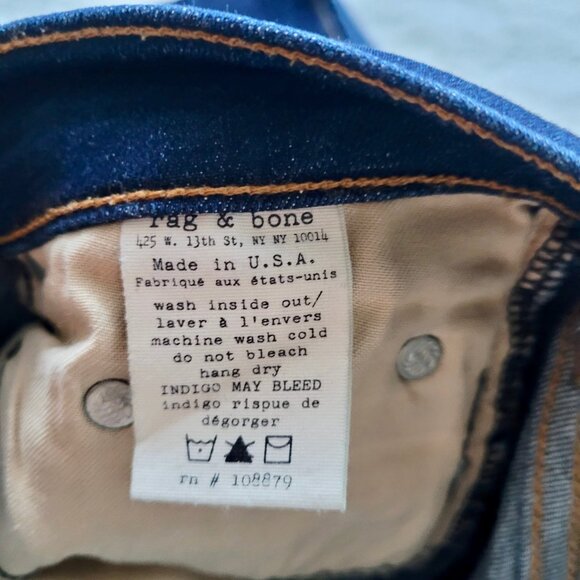 rag & bone
425 W. 13th St, NY NY 10014
Made in U.S.A.
Fabriqué aux états-unis
wash inside out/
laver à l'envers
machine wash cold
do not bleach
hang dry
INDIGO MAY BLEED
indigo risque de
dégorger
rn # 108879